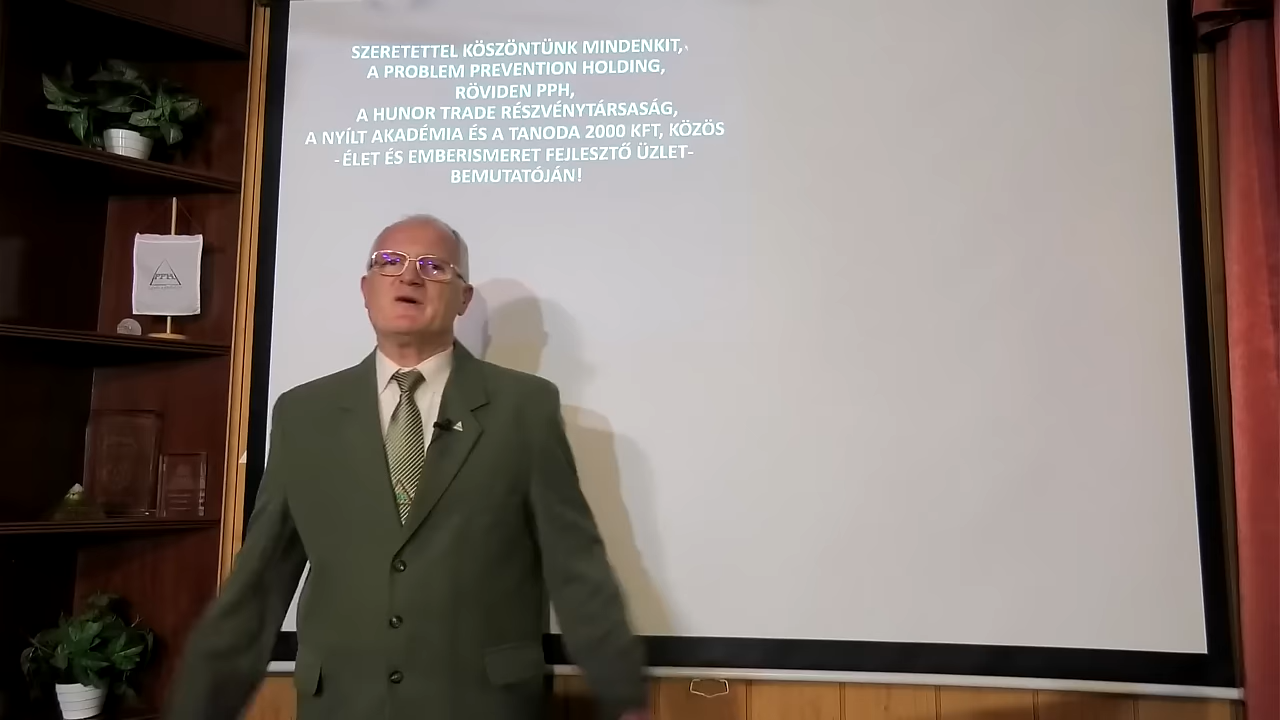 SZERETETTEL KÖSZÖNTÜNK MINDENKIT,
A PROBLEM PREVENTION HOLDING,
RÖVIDEN PPH,
A HUNOR TRADE RÉSZVÉNYTÁRSASÁG,
A NYÍLT AKADÉMIA ÉS A TANODA 2000 KFT, KÖZÖS
-ÉLET ÉS EMBERISMERET FEJLESZTŐ ÜZLET-
BEMUTATÓJÁN!